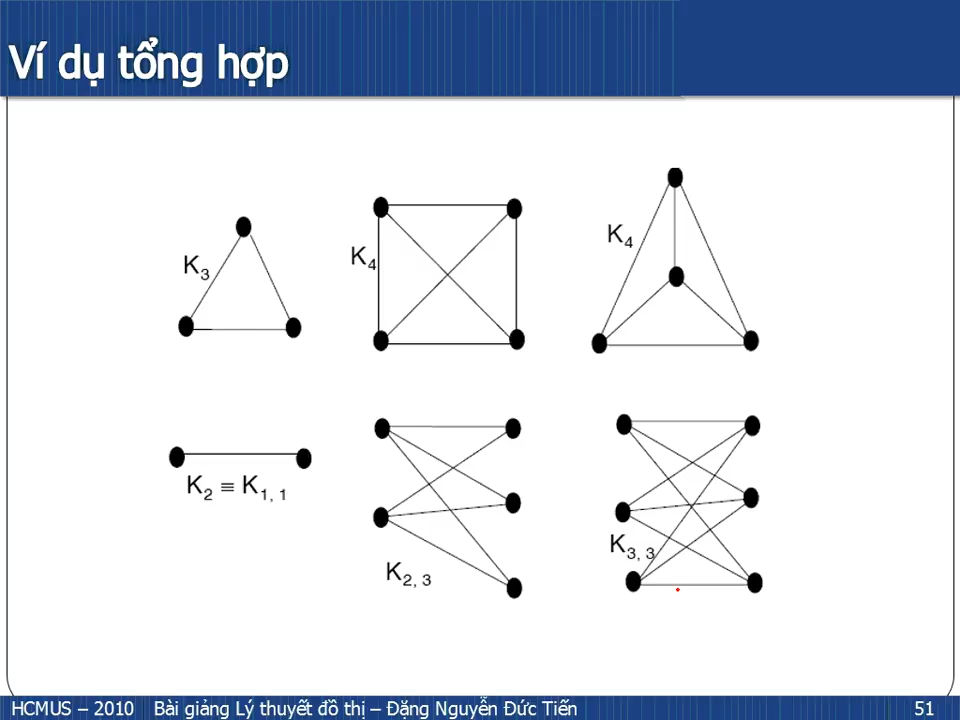 Ví dụ tổng hợp
K3
K4
K4
K2 ≡ K1, 1
K2, 3
K3, 3
HCMUS – 2010 Bài giảng Lý thuyết đồ thị – Đặng Nguyễn Đức Tiến 51